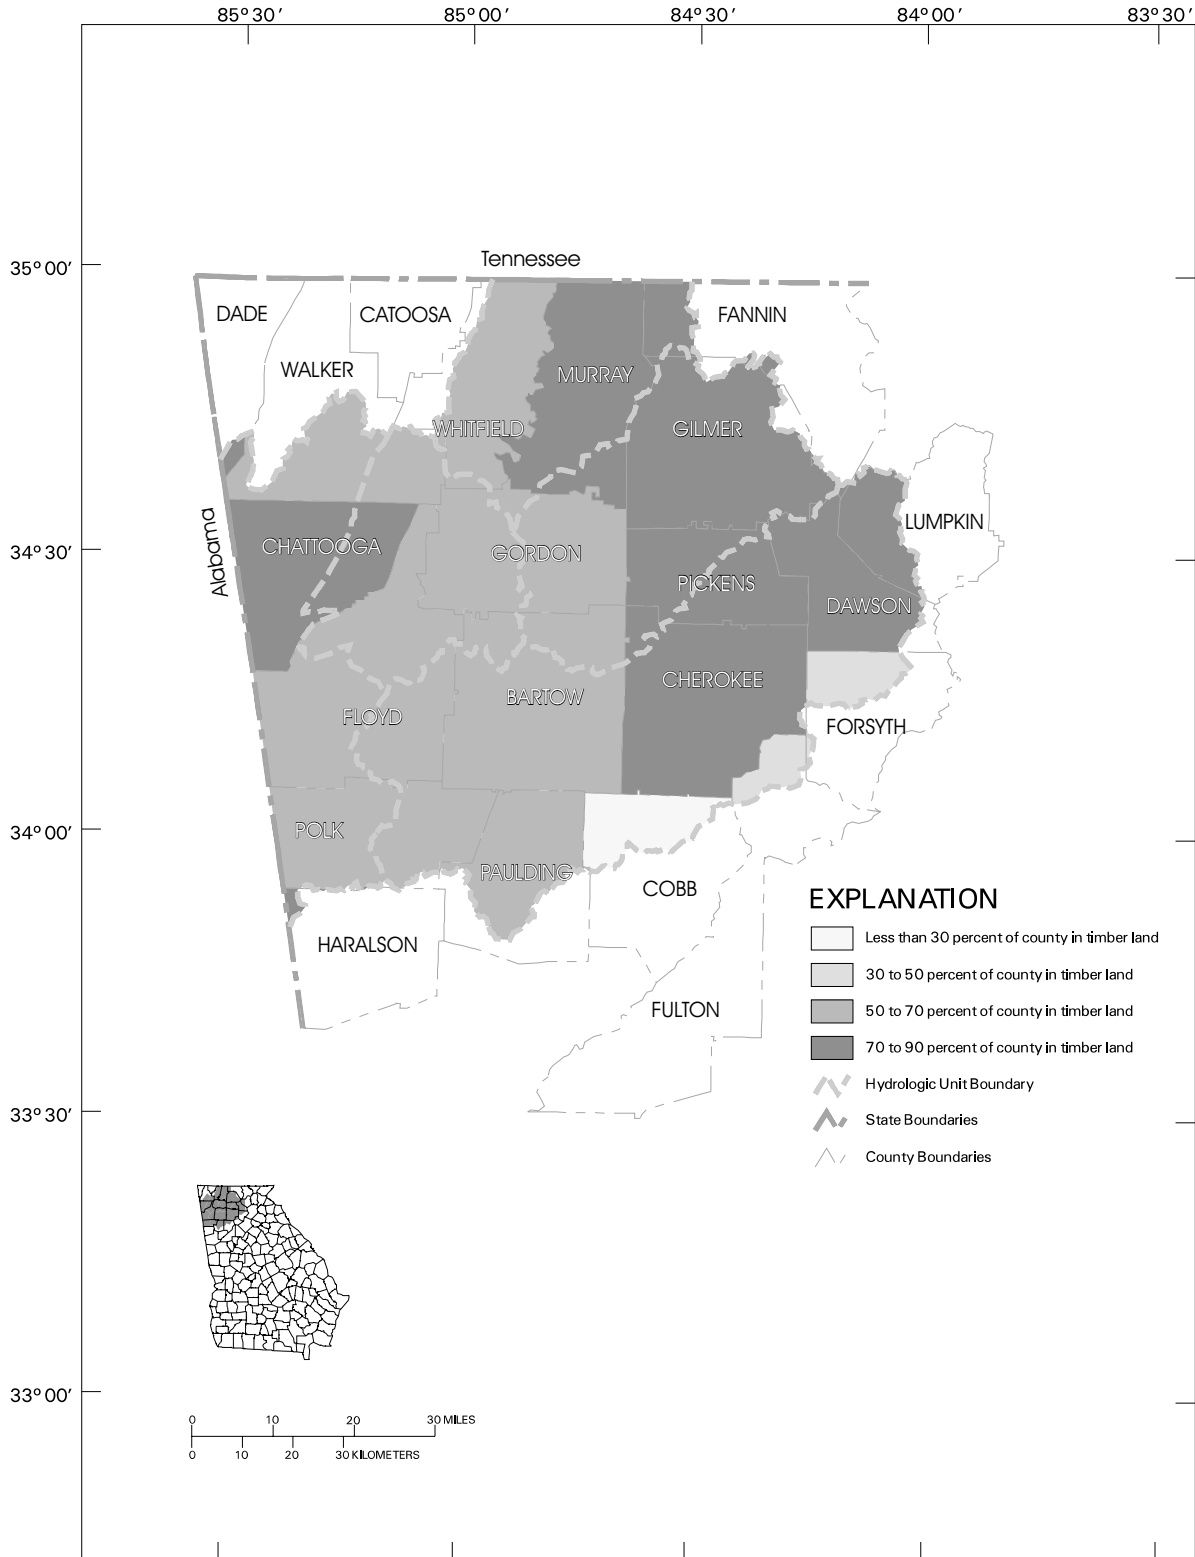 85°30′ 85°00′ 84°30′ 84°00′ 83°30′
35°00′
Tennessee
DADE
CATOOSA
FANNIN
WALKER
MURRAY
WHITFIELD
GILMER
LUMPKIN
Alabama
34°30′
CHATTOOGA
GORDON
PICKENS
DAWSON
CHEROKEE
BARTOW
FLOYD
FORSYTH
34°00′
POLK
PAULDING
COBB
HARALSON
FULTON
EXPLANATION
Less than 30 percent of county in timber land
30 to 50 percent of county in timber land
50 to 70 percent of county in timber land
70 to 90 percent of county in timber land
Hydrologic Unit Boundary
State Boundaries
County Boundaries
33°30′
33°00′
0 10 20 30 MILES
0 10 20 30 KILOMETERS